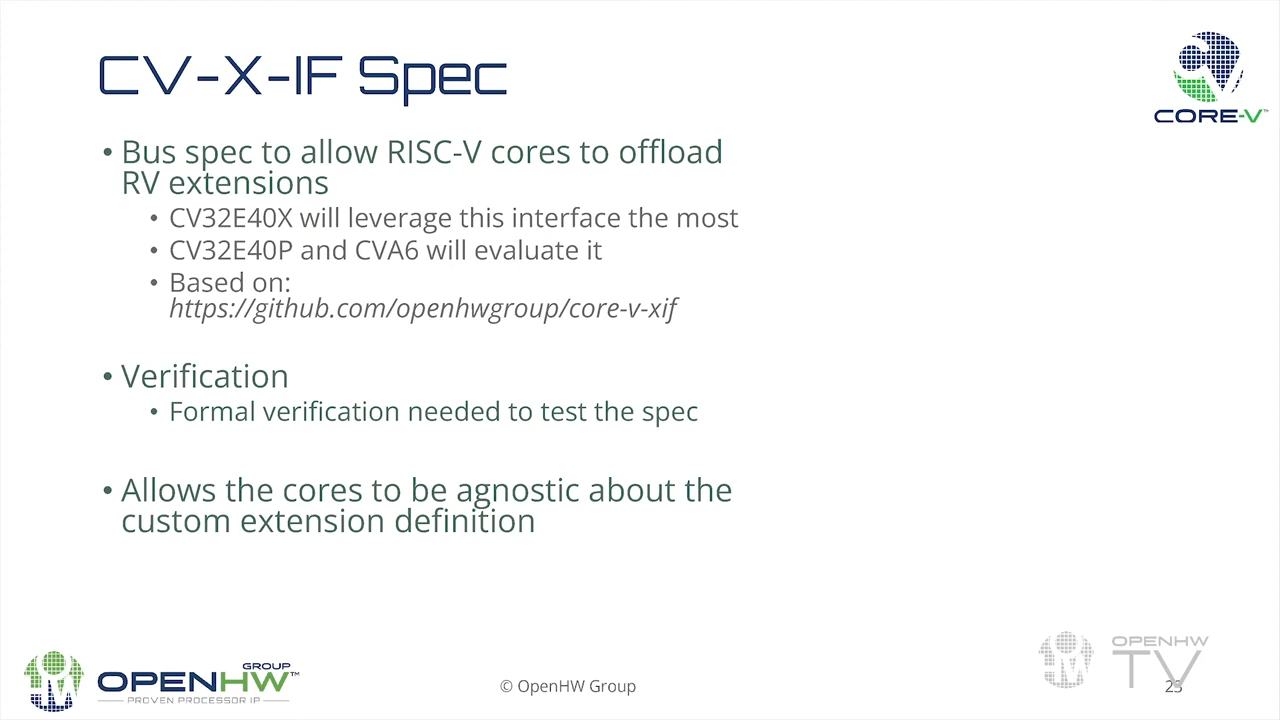 CV-X-IF Spec
CORE-V™
• Bus spec to allow RISC-V cores to offload
RV extensions
• CV32E40X will leverage this interface the most
• CV32E40P and CVA6 will evaluate it
• Based on:
https://github.com/openhwgroup/core-v-xif
• Verification
• Formal verification needed to test the spec
• Allows the cores to be agnostic about the
custom extension definition
GROUP
OPENHW™
PROVEN PROCESSOR IP
© OpenHW Group
OPENHW
TV
23